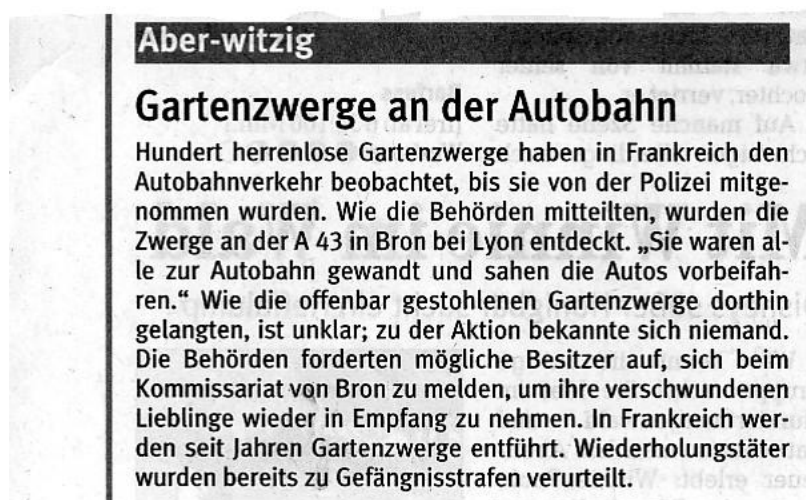 Aber-witzig
Gartenzwerge an der Autobahn
Hundert herrenlose Gartenzwerge haben in Frankreich den
Autobahnverkehr beobachtet, bis sie von der Polizei mitge-
nommen wurden. Wie die Behörden mitteilten, wurden die
Zwerge an der A 43 in Bron bei Lyon entdeckt. „Sie waren al-
le zur Autobahn gewandt und sahen die Autos vorbeifah-
ren.“ Wie die offenbar gestohlenen Gartenzwerge dorthin
gelangten, ist unklar; zu der Aktion bekannte sich niemand.
Die Behörden forderten mögliche Besitzer auf, sich beim
Kommissariat von Bron zu melden, um ihre verschwundenen
Lieblinge wieder in Empfang zu nehmen. In Frankreich wer-
den seit Jahren Gartenzwerge entführt. Wiederholungstäter
wurden bereits zu Gefängnisstrafen verurteilt.